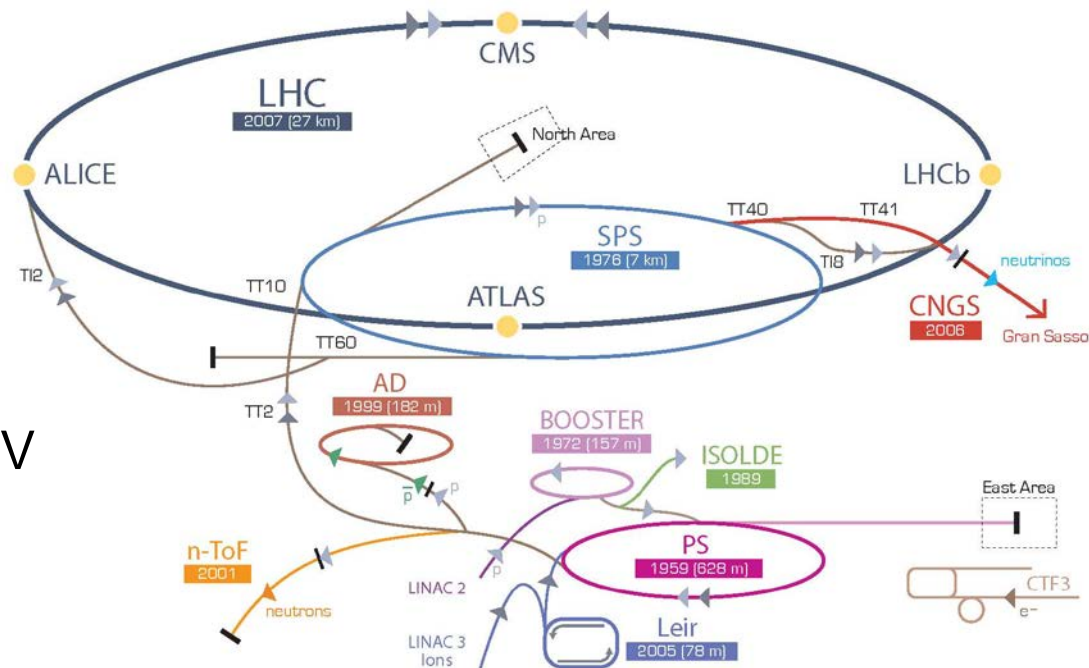 CMS
LHC
2007 (27 km)
North Area
ALICE
LHCb
TT40
TT41
SPS
1976 (7 km)
p
TI8
neutrinos
TI2
TT10
ATLAS
CNGS
2006
Gran Sasso
TT60
AD
1999 (182 m)
TT2
BOOSTER
1972 (157 m)
V
ISOLDE
1989
p̅
p
East Area
n-ToF
2001
PS
1959 (628 m)
p
LINAC 2
neutrons
CTF3
e–
LINAC 3
Ions
Leir
2005 (78 m)